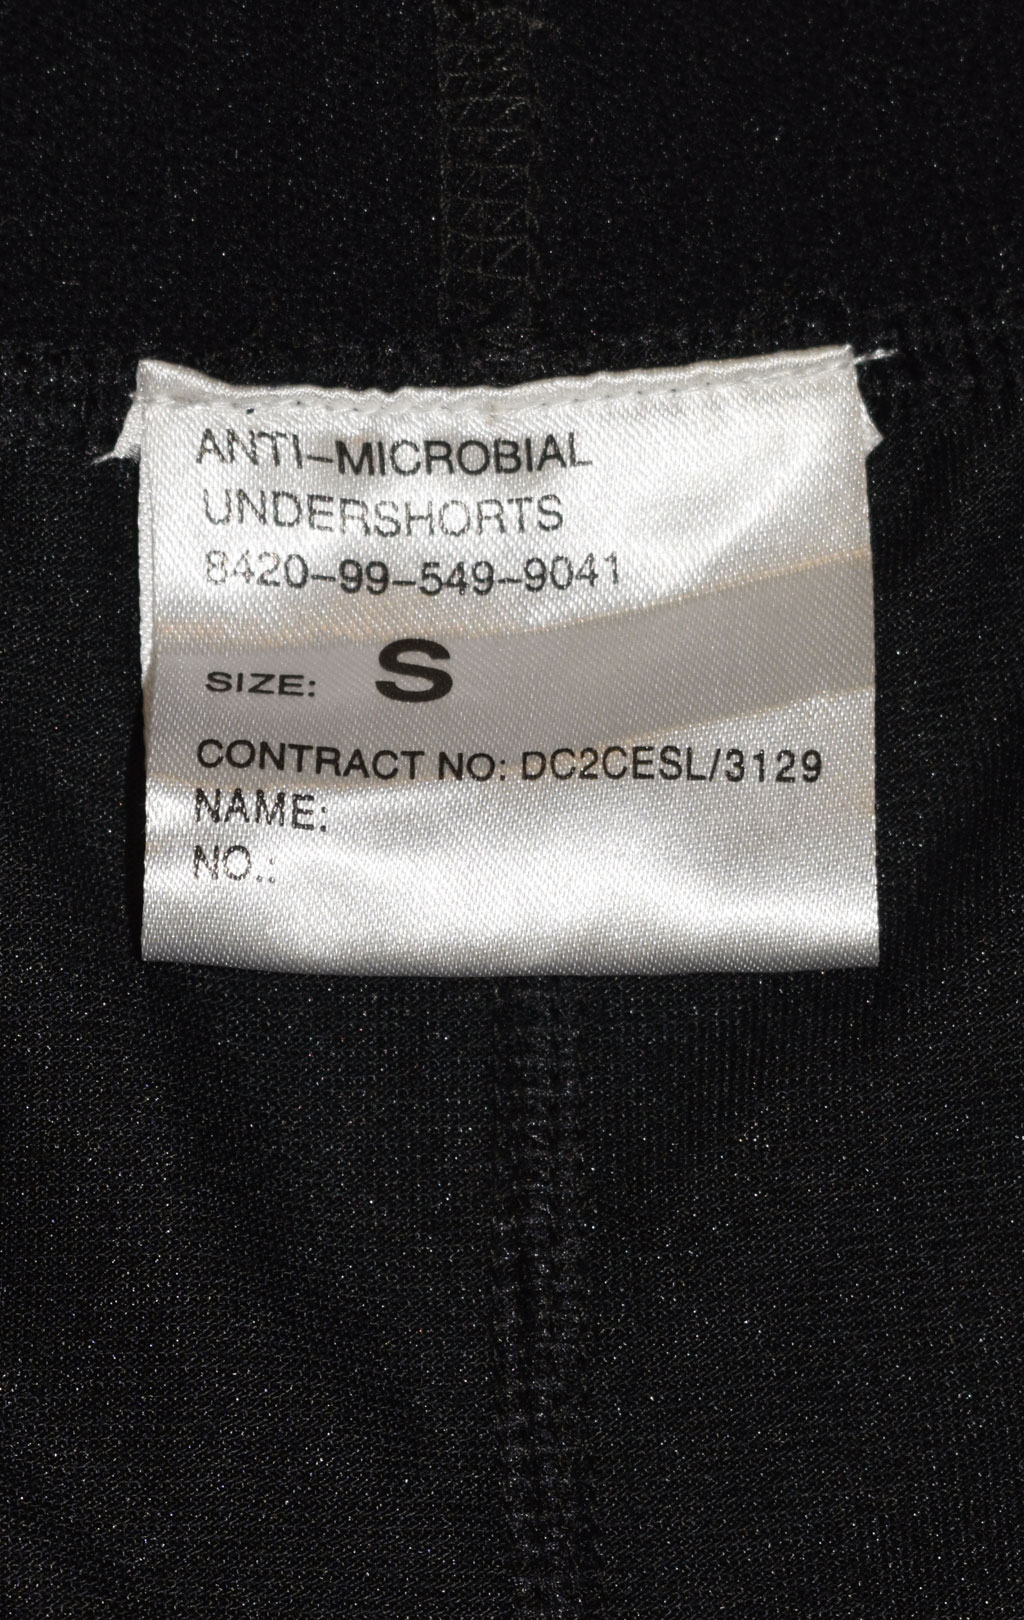 ANTI-MICROBIAL
UNDERSHORTS
8420-99-549-9041
SIZE: S
CONTRACT NO: DC2CESL/3129
NAME:
NO.: